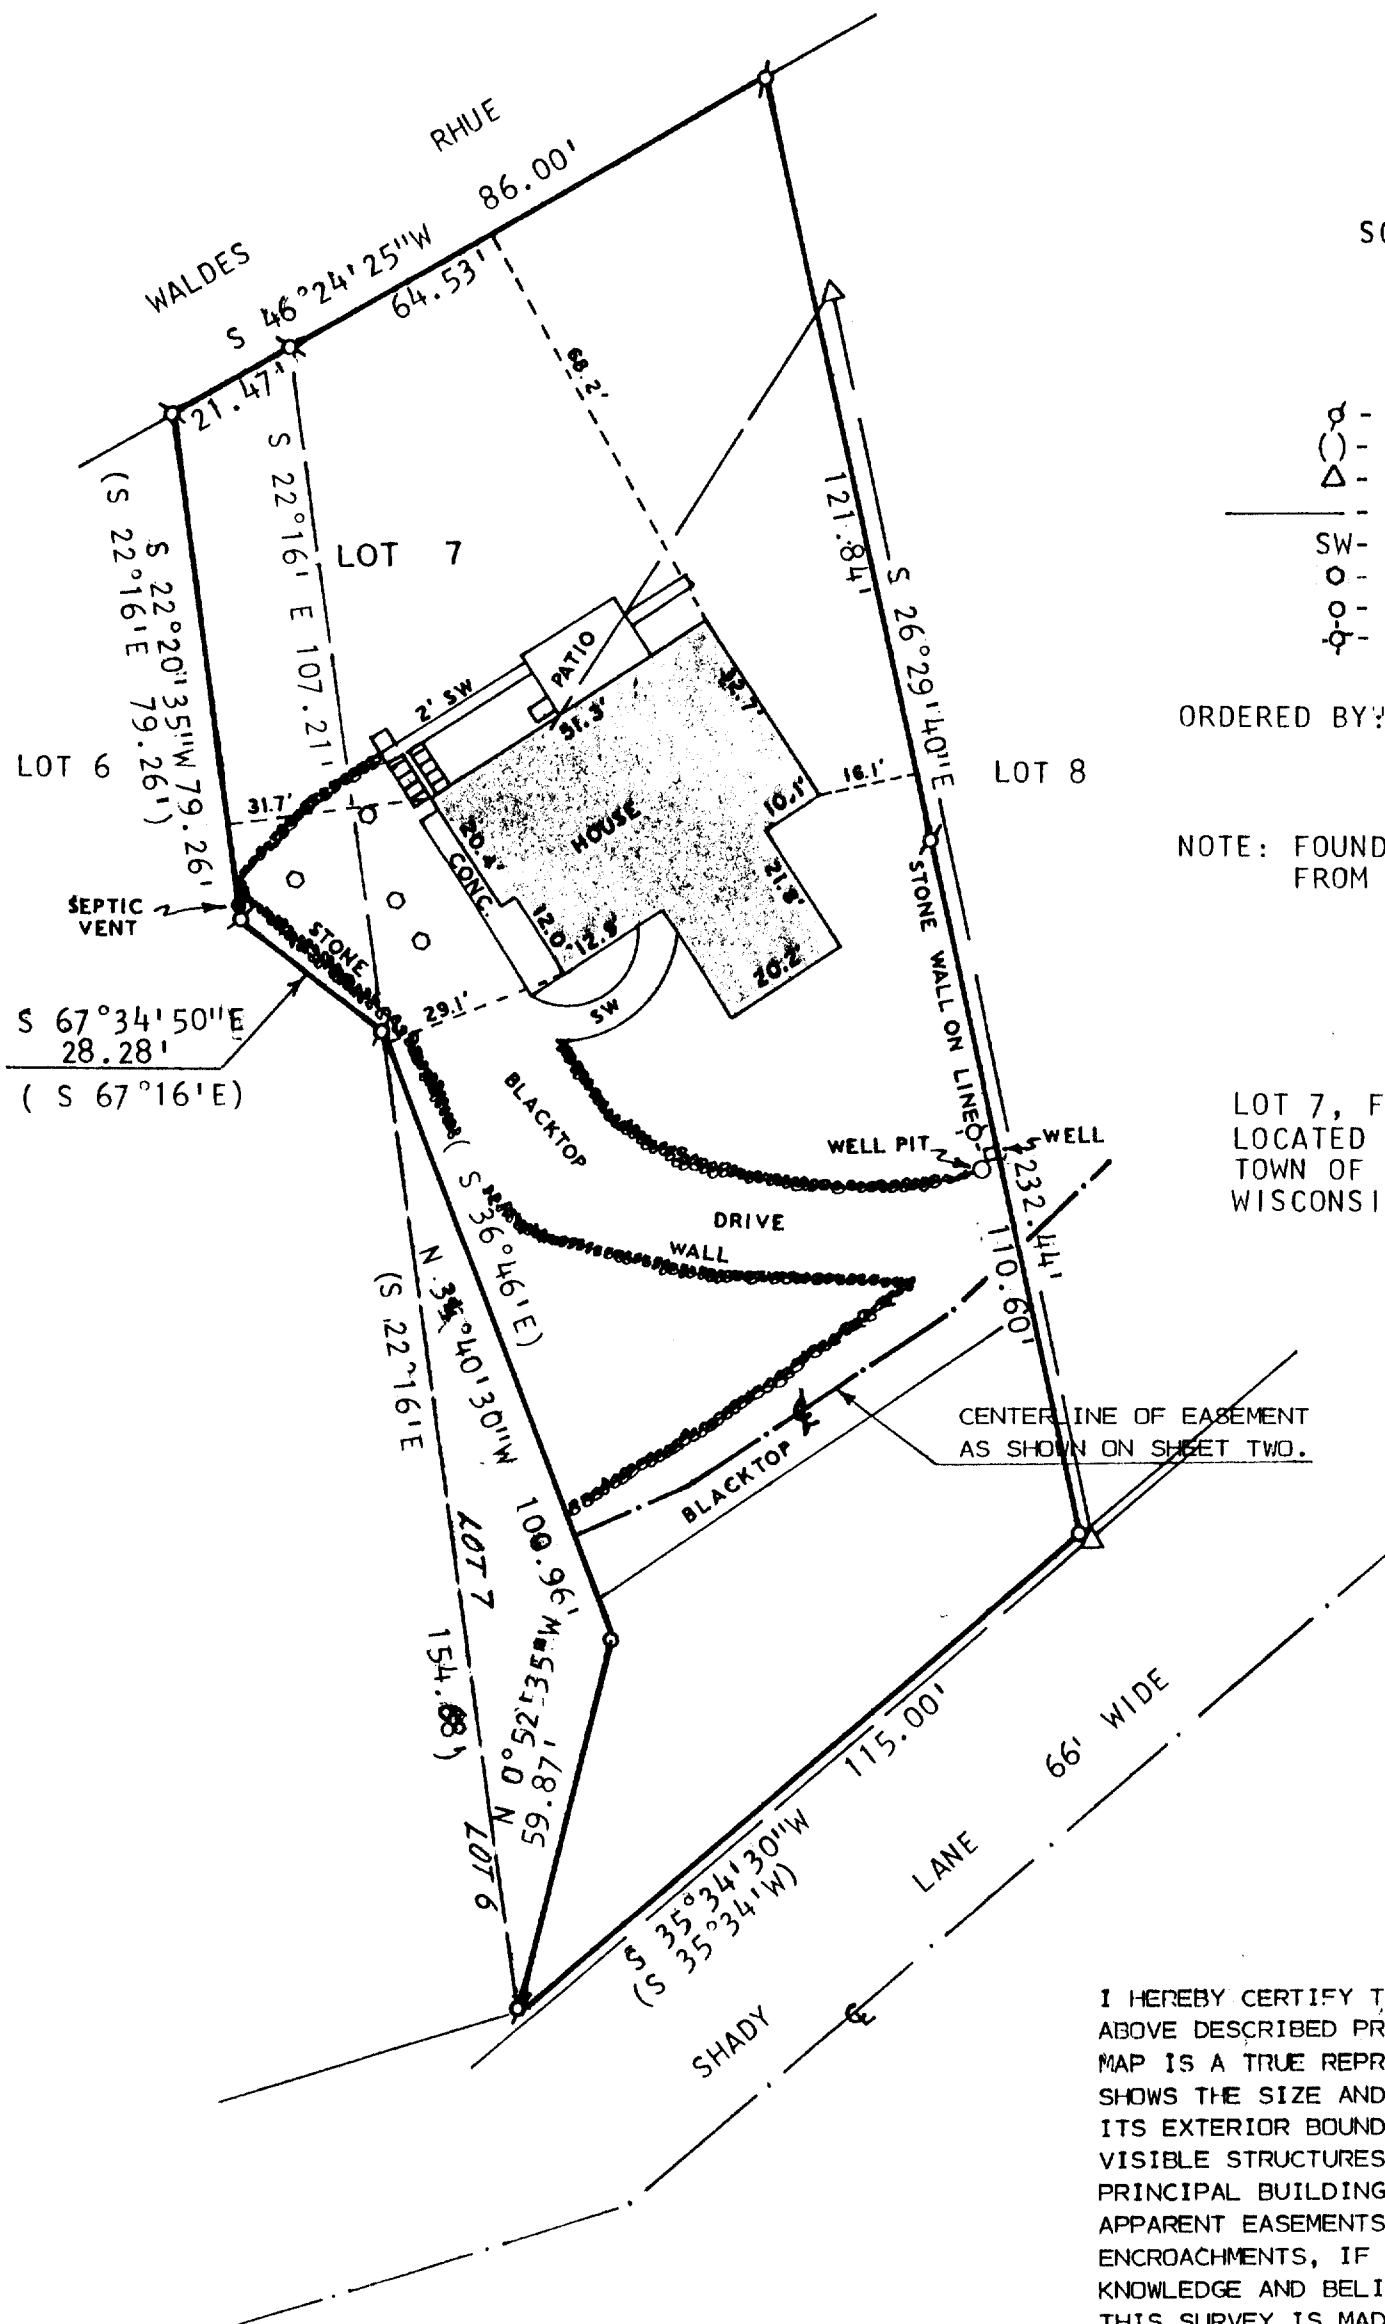 RHUE
86.00'
WALDES
S 46°24'25"W
64.53'
21.47'
68.2'
S 22°16' E 107.21'
(S 22°16'E 79.26')
S 22°20"35"W 79.26'
LOT 7
121.84'
S 26°29'40"E
PATIO
2' SW
51.3'
LOT 6
31.7'
16.1'
LOT 8
10.1'
HOUSE
20.4'
CONC.
21.8'
12.0'
12.9'
20.2'
SEPTIC
VENT
STONE
29.1'
SW
STONE WALL ON LINE
S 67°34'50"E
28.28'
( S 67°16'E)
BLACKTOP
WELL PIT
WELL
232.44'
DRIVE
WALL
110.60'
( S 36°46'E)
40'30"W
(S 22°16'E
CENTERLINE OF EASEMENT
AS SHOWN ON SHEET TWO.
BLACKTOP
LOT 7
N 0°52'35"W
59.87'
LOT 6
115.00'
66' WIDE
S 35°34'30"W
(S 35°34'W)
LANE
SHADY
S
SW-
ORDERED BY:
NOTE: FOUND
FROM
LOT 7, F
LOCATED
TOWN OF
WISCONSI
I HEREBY CERTIFY T
ABOVE DESCRIBED PR
MAP IS A TRUE REPR
SHOWS THE SIZE AND
ITS EXTERIOR BOUND
VISIBLE STRUCTURES
PRINCIPAL BUILDING
APPARENT EASEMENTS
ENCROACHMENTS, IF
KNOWLEDGE AND BELI
THIS SURVEY IS MAD